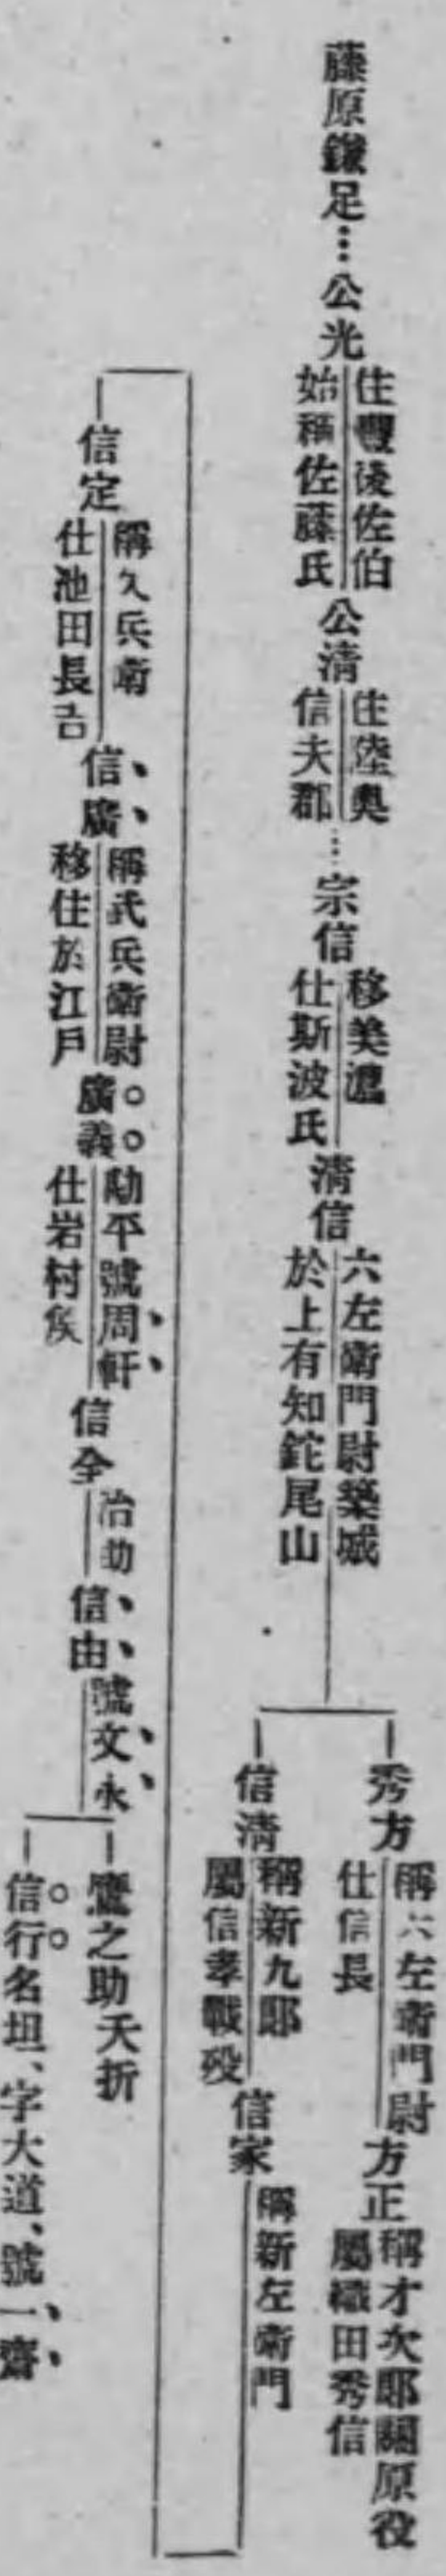 藤原鎌足…公光
住豐後佐伯
始稱佐藤氏
公清
住陸奥
信夫郡
…宗信
移美濃
仕斯波氏
清信
六左衛門尉築城
於上有知鉈尾山
秀方
稱六左衛門尉
仕信長
方正
稱才次郎關原役
屬織田秀信
信清
稱新九郎
屬信孝戰歿
信家
稱新左衛門
信定
稱久兵衛
仕池田長吉
信廣
稱武兵衛尉
移住於江戸
廣義
勘平號周軒
仕岩村侯
信全
治助
信由
號文永
鷹之助夭折
信行名坦、字大道、號一齋